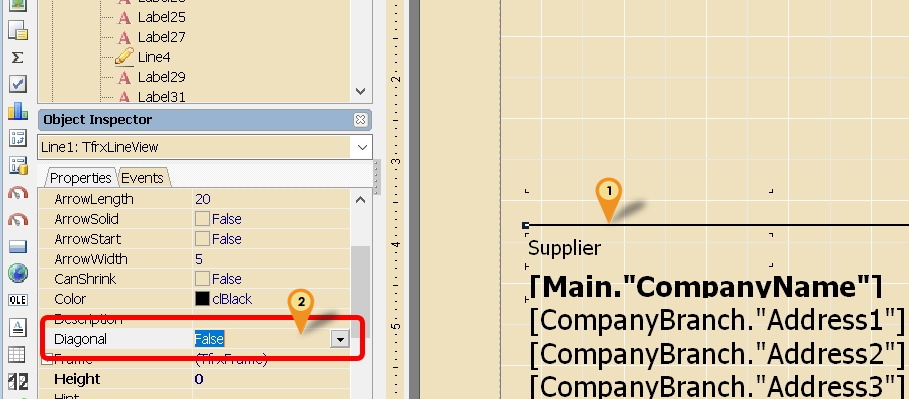 Label25
Label27
Line4
Label29
Label31
Object Inspector
Line1: TfrxLineView
Properties Events
ArrowLength 20
ArrowSolid False
ArrowStart False
ArrowWidth 5
CanShrink False
Color clBlack
Description
Diagonal False
Frame (TfrxFrame)
Height 0
Hint
Σ
OLE
A
12
2
3
4
5
1
2
Supplier
[Main."CompanyName"]
[CompanyBranch."Address1"]
[CompanyBranch."Address2"]
[CompanyBranch."Address3"]